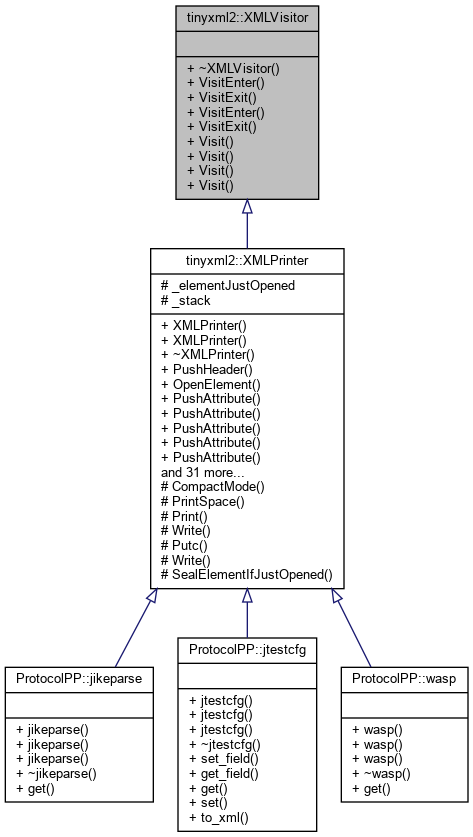 tinyxml2::XMLVisitor
+ ~XMLVisitor()
+ VisitEnter()
+ VisitExit()
+ VisitEnter()
+ VisitExit()
+ Visit()
+ Visit()
+ Visit()
+ Visit()
tinyxml2::XMLPrinter
# _elementJustOpened
# _stack
+ XMLPrinter()
+ XMLPrinter()
+ ~XMLPrinter()
+ PushHeader()
+ OpenElement()
+ PushAttribute()
+ PushAttribute()
+ PushAttribute()
+ PushAttribute()
+ PushAttribute()
and 31 more...
# CompactMode()
# PrintSpace()
# Print()
# Write()
# Putc()
# Write()
# SealElementIfJustOpened()
ProtocolPP::jikeparse
+ jikeparse()
+ jikeparse()
+ jikeparse()
+ ~jikeparse()
+ get()
ProtocolPP::jtestcfg
+ jtestcfg()
+ jtestcfg()
+ jtestcfg()
+ ~jtestcfg()
+ set_field()
+ get_field()
+ get()
+ set()
+ to_xml()
ProtocolPP::wasp
+ wasp()
+ wasp()
+ wasp()
+ ~wasp()
+ get()